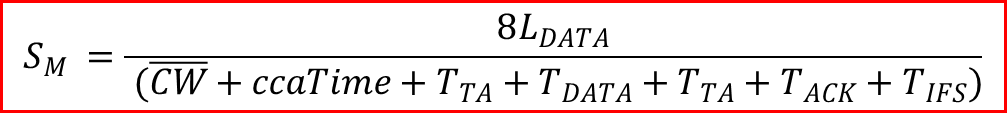 S_M = 8L_DATA / (\overline{CW} + ccaTime + T_TA + T_DATA + T_TA + T_ACK + T_IFS)